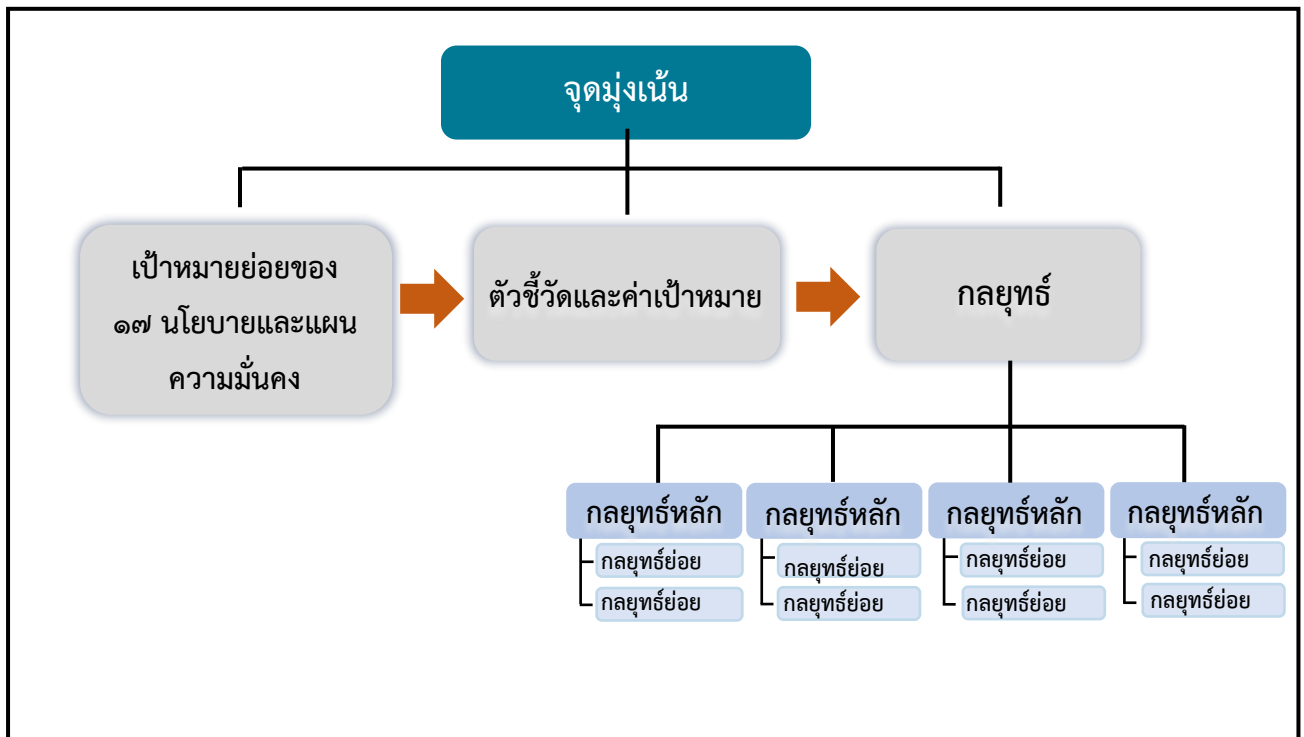 จุดมุ่งเน้น
เป้าหมายย่อยของ
๑๗ นโยบายและแผน
ความมั่นคง
ตัวชี้วัดและค่าเป้าหมาย
กลยุทธ์
กลยุทธ์หลัก
กลยุทธ์ย่อย
กลยุทธ์ย่อย
กลยุทธ์หลัก
กลยุทธ์ย่อย
กลยุทธ์ย่อย
กลยุทธ์หลัก
กลยุทธ์ย่อย
กลยุทธ์ย่อย
กลยุทธ์หลัก
กลยุทธ์ย่อย
กลยุทธ์ย่อย